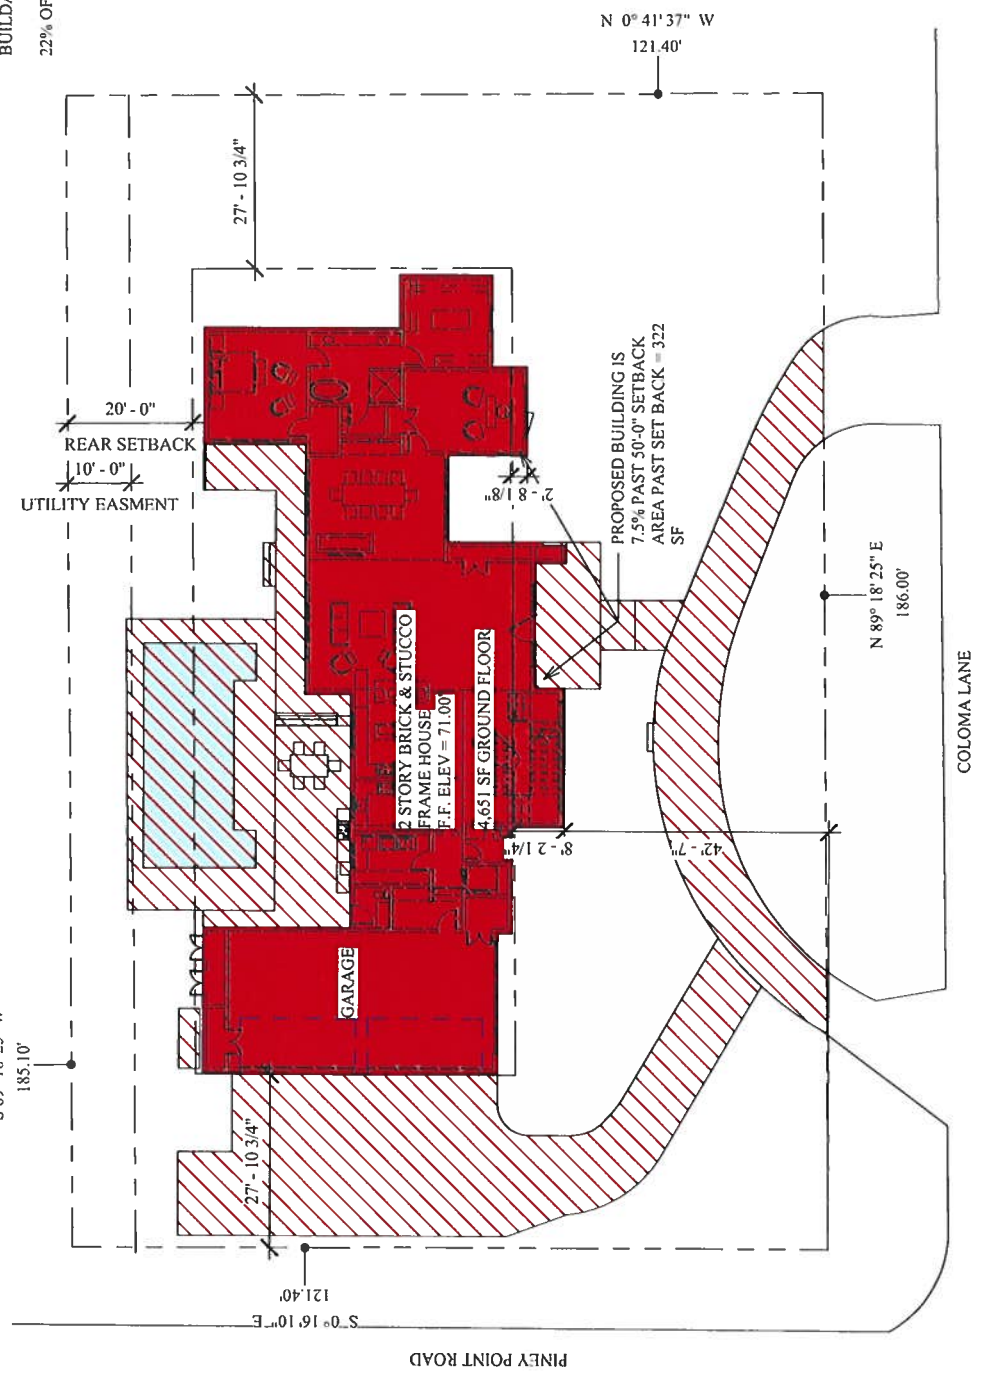 BUILDA
22% OF
N 0° 41' 37" W
121.40'
27' - 10 3/4"
20' - 0"
REAR SETBACK
10' - 0"
UTILITY EASMENT
2' - 8 1/8"
PROPOSED BUILDING IS
7.5% PAST 50'-0" SETBACK
AREA PAST SET BACK = 322
SF
N 89° 18' 25" E
186.00'
COLOMA LANE
2 STORY BRICK & STUCCO
FRAME HOUSE
F.F. ELEV = 71.00'
4,651 SF GROUND FLOOR
8' - 2 1/4"
42' - 7"
GARAGE
185.10'
27' - 10 3/4"
121.40'
S 0° 16' 10" E
PINEY POINT ROAD